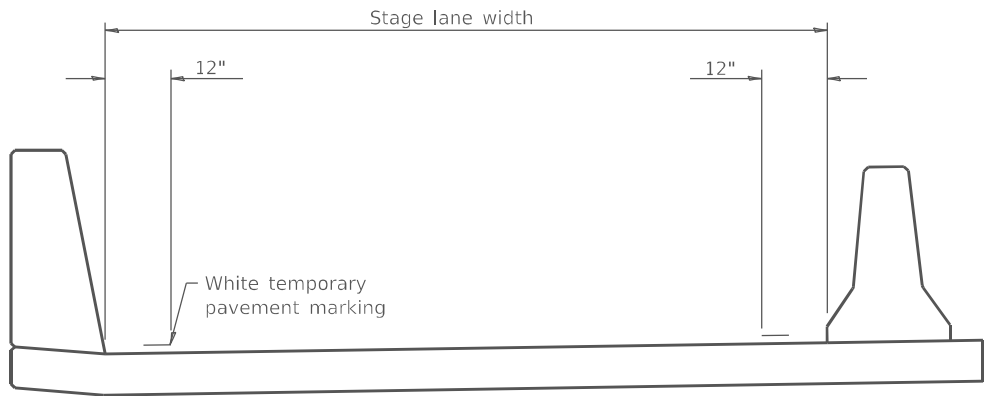 Stage lane width
12"
12"
White temporary
pavement marking